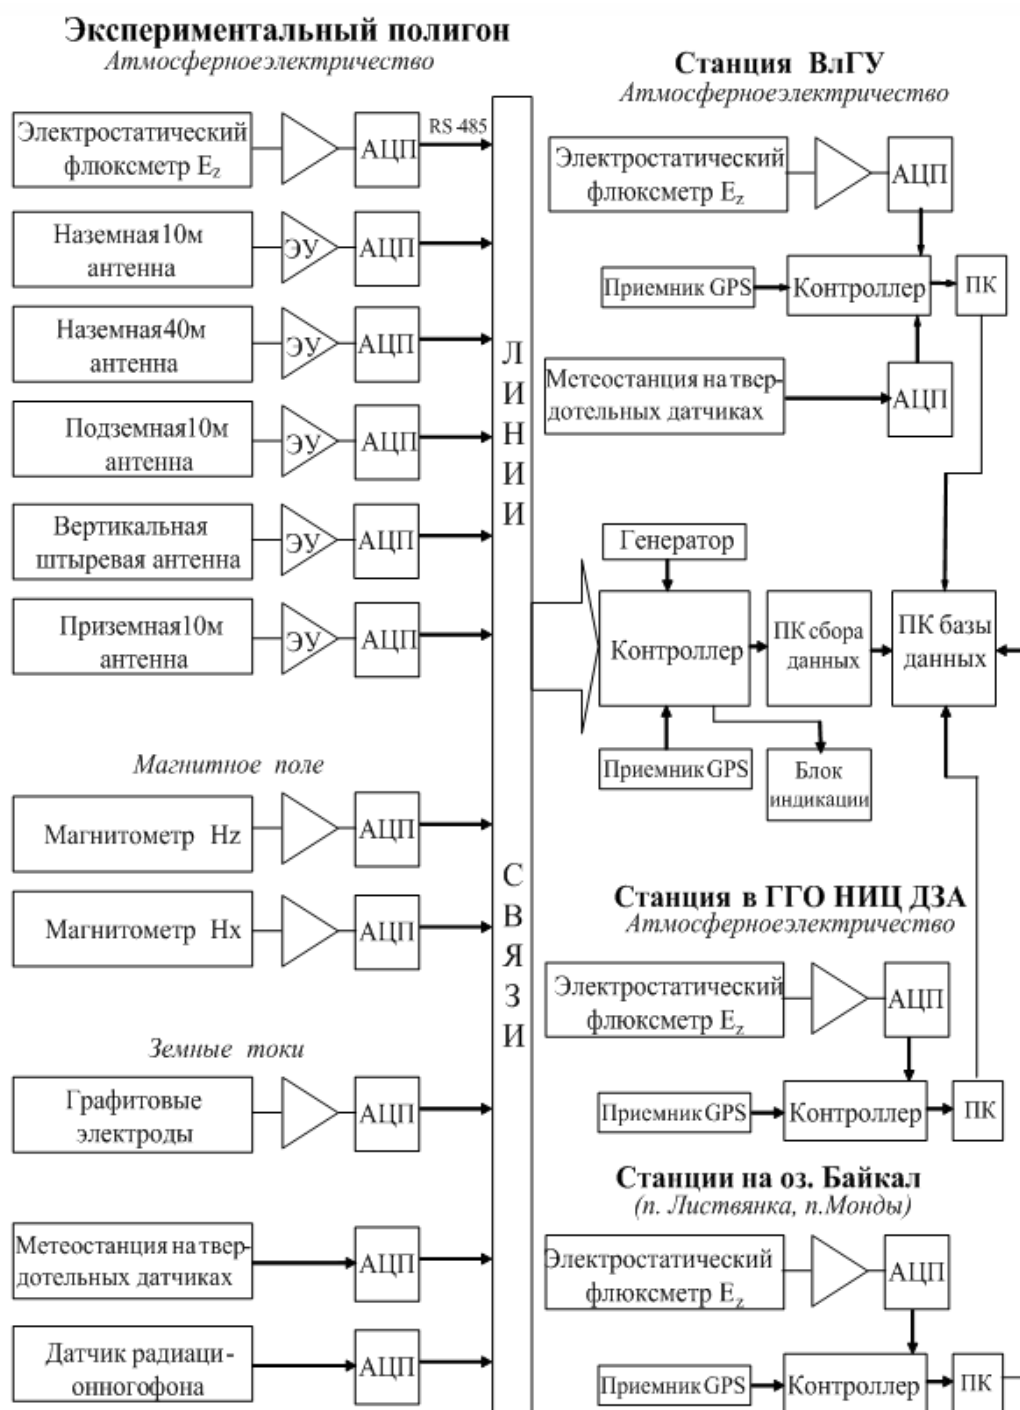 Экспериментальный полигон
Атмосферноеэлектричество
Электростатический
флюксметр Ez
АЦП
RS-485
Наземная10м
антенна
ЭУ
АЦП
Наземная40м
антенна
ЭУ
АЦП
Подземная10м
антенна
ЭУ
АЦП
Вертикальная
штыревая антенна
ЭУ
АЦП
Приземная10м
антенна
ЭУ
АЦП
Магнитное поле
Магнитометр Hz
АЦП
Магнитометр Hx
АЦП
Земные токи
Графитовые
электроды
АЦП
Метеостанция на твер-
дотельных датчиках
АЦП
Датчик радиаци-
онногофона
АЦП
ЛИНИИ
СВЯЗИ
Станция ВлГУ
Атмосферноеэлектричество
Электростатический
флюксметр Ez
АЦП
Приемник GPS
Контроллер
ПК
Метеостанция на твер-
дотельных датчиках
АЦП
Генератор
Контроллер
ПК сбора
данных
ПК базы
данных
Приемник GPS
Блок
индикации
Станция в ГГО НИЦ ДЗА
Атмосферноеэлектричество
Электростатический
флюксметр Ez
АЦП
Приемник GPS
Контроллер
ПК
Станции на оз. Байкал
(п. Листвянка, п.Монды)
Электростатический
флюксметр Ez
АЦП
Приемник GPS
Контроллер
ПК